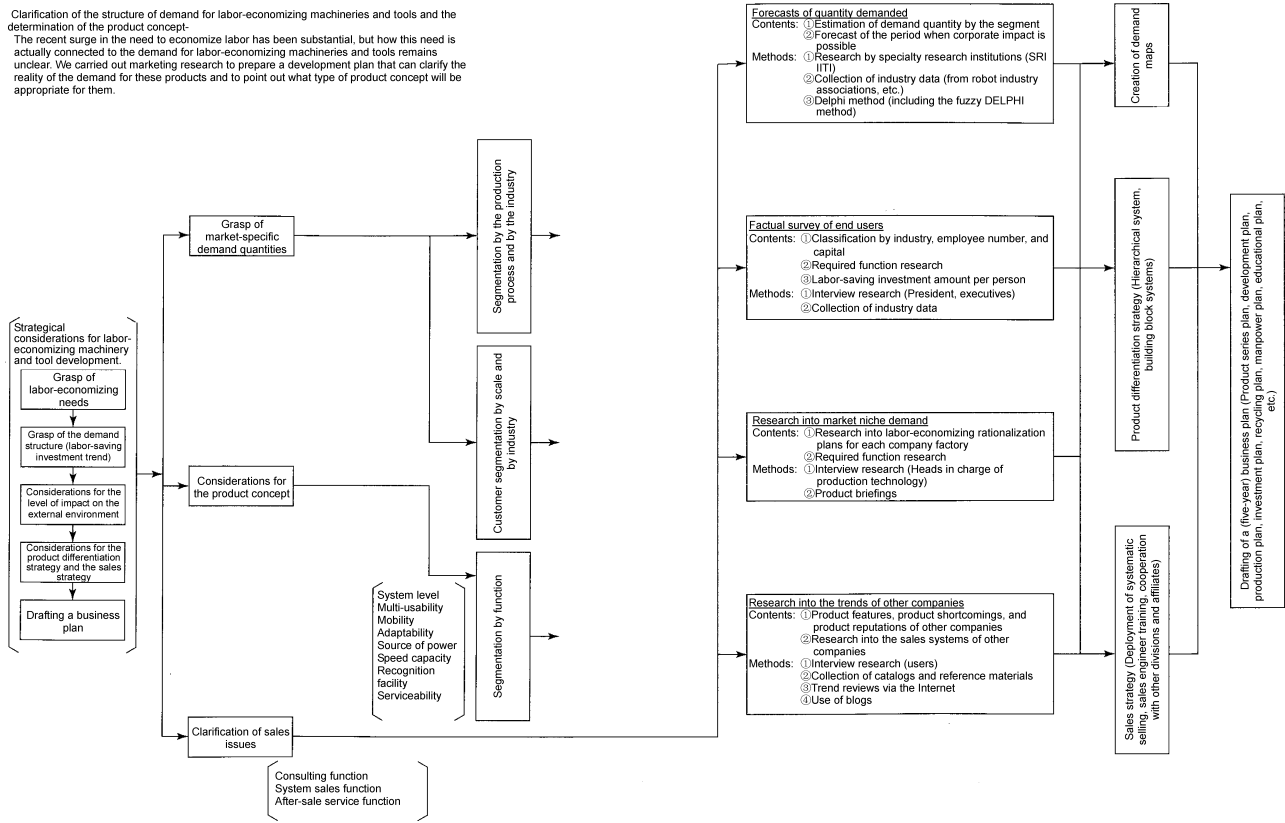 Clarification of the structure of demand for labor-economizing machineries and tools and the
determination of the product concept-
The recent surge in the need to economize labor has been substantial, but how this need is
actually connected to the demand for labor-economizing machineries and tools remains
unclear. We carried out marketing research to prepare a development plan that can clarify the
reality of the demand for these products and to point out what type of product concept will be
appropriate for them.
Strategical
considerations for labor-
economizing machinery
and tool development.
Grasp of
labor-economizing
needs
Grasp of the demand
structure (labor-saving
investment trend)
Considerations for the
level of impact on the
external environment
Considerations for the
product differentiation
strategy and the sales
strategy
Drafting a business
plan
Grasp of
market-specific
demand quantities
Considerations for
the product concept
Clarification of sales
issues
Consulting function
System sales function
After-sale service function
Segmentation by the production
process and by the industry
Customer segmentation by scale and
by industry
System level
Multi-usability
Mobility
Adaptability
Source of power
Speed capacity
Recognition
facility
Serviceability
Segmentation by function
Forecasts of quantity demanded
Contents: ①Estimation of demand quantity by the segment
②Forecast of the period when corporate impact is
possible
Methods: ①Research by specialty research institutions (SRI
IITI)
②Collection of industry data (from robot industry
associations, etc.)
③Delphi method (including the fuzzy DELPHI
method)
Factual survey of end users
Contents: ①Classification by industry, employee number, and
capital
②Required function research
③Labor-saving investment amount per person
Methods: ①Interview research (President, executives)
②Collection of industry data
Research into market niche demand
Contents: ①Research into labor-economizing rationalization
plans for each company factory
②Required function research
Methods: ①Interview research (Heads in charge of
production technology)
②Product briefings
Research into the trends of other companies
Contents: ①Product features, product shortcomings, and
product reputations of other companies
②Research into the sales systems of other
companies
Methods: ①Interview research (users)
②Collection of catalogs and reference materials
③Trend reviews via the Internet
④Use of blogs
Creation of demand
maps
Product differentiation strategy (Hierarchical system,
building block systems)
Sales strategy (Deployment of systematic
selling, sales engineer training, cooperation
with other divisions and affiliates)
Drafting of a (five-year) business plan (Product series plan, development plan,
production plan, investment plan, recycling plan, manpower plan, educational plan,
etc.)